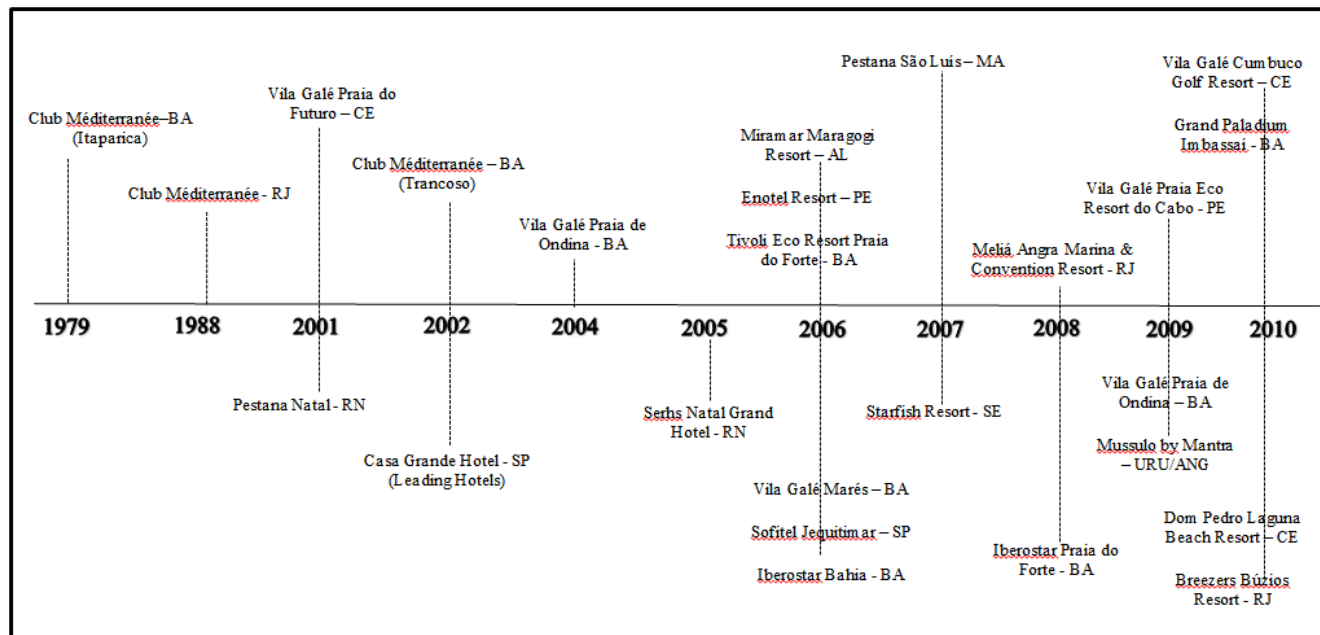 Pestana São Luís – MA
Vila Galé Cumbuco
Golf Resort – CE
Vila Galé Praia do
Futuro – CE
Club Méditerranée–BA
(Itaparica)
Grand Paladium
Imbassai - BA
Miramar Maragogi
Resort – AL
Club Méditerranée – BA
(Trancoso)
Club Méditerranée - RJ
Enotel Resort – PE
Vila Galé Praia Eco
Resort do Cabo - PE
Vila Galé Praia de
Ondina - BA
Tivoli Eco Resort Praia
do Forte - BA
Meliá Angra Marina &
Convention Resort - RJ
1979 1988 2001 2002 2004 2005 2006 2007 2008 2009 2010
Pestana Natal - RN
Serhs Natal Grand
Hotel - RN
Starfish Resort - SE
Vila Galé Praia de
Ondina – BA
Casa Grande Hotel - SP
(Leading Hotels)
Mussulo by Mantra
– URU/ANG
Vila Galé Marés – BA
Sofitel Jequitimar – SP
Iberostar Bahia - BA
Iberostar Praia do
Forte - BA
Dom Pedro Laguna
Beach Resort – CE
Breezers Búzios
Resort - RJ